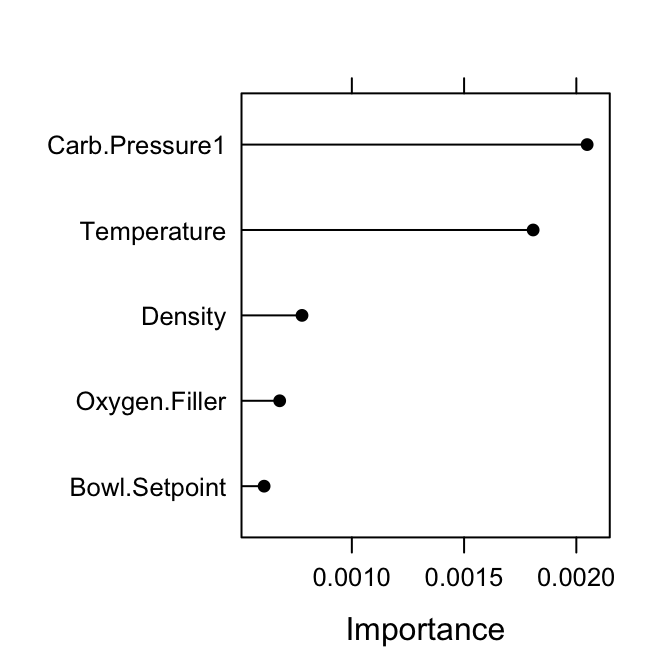 Carb.Pressure1
Temperature
Density
Oxygen.Filler
Bowl.Setpoint
0.0010 0.0015 0.0020
Importance